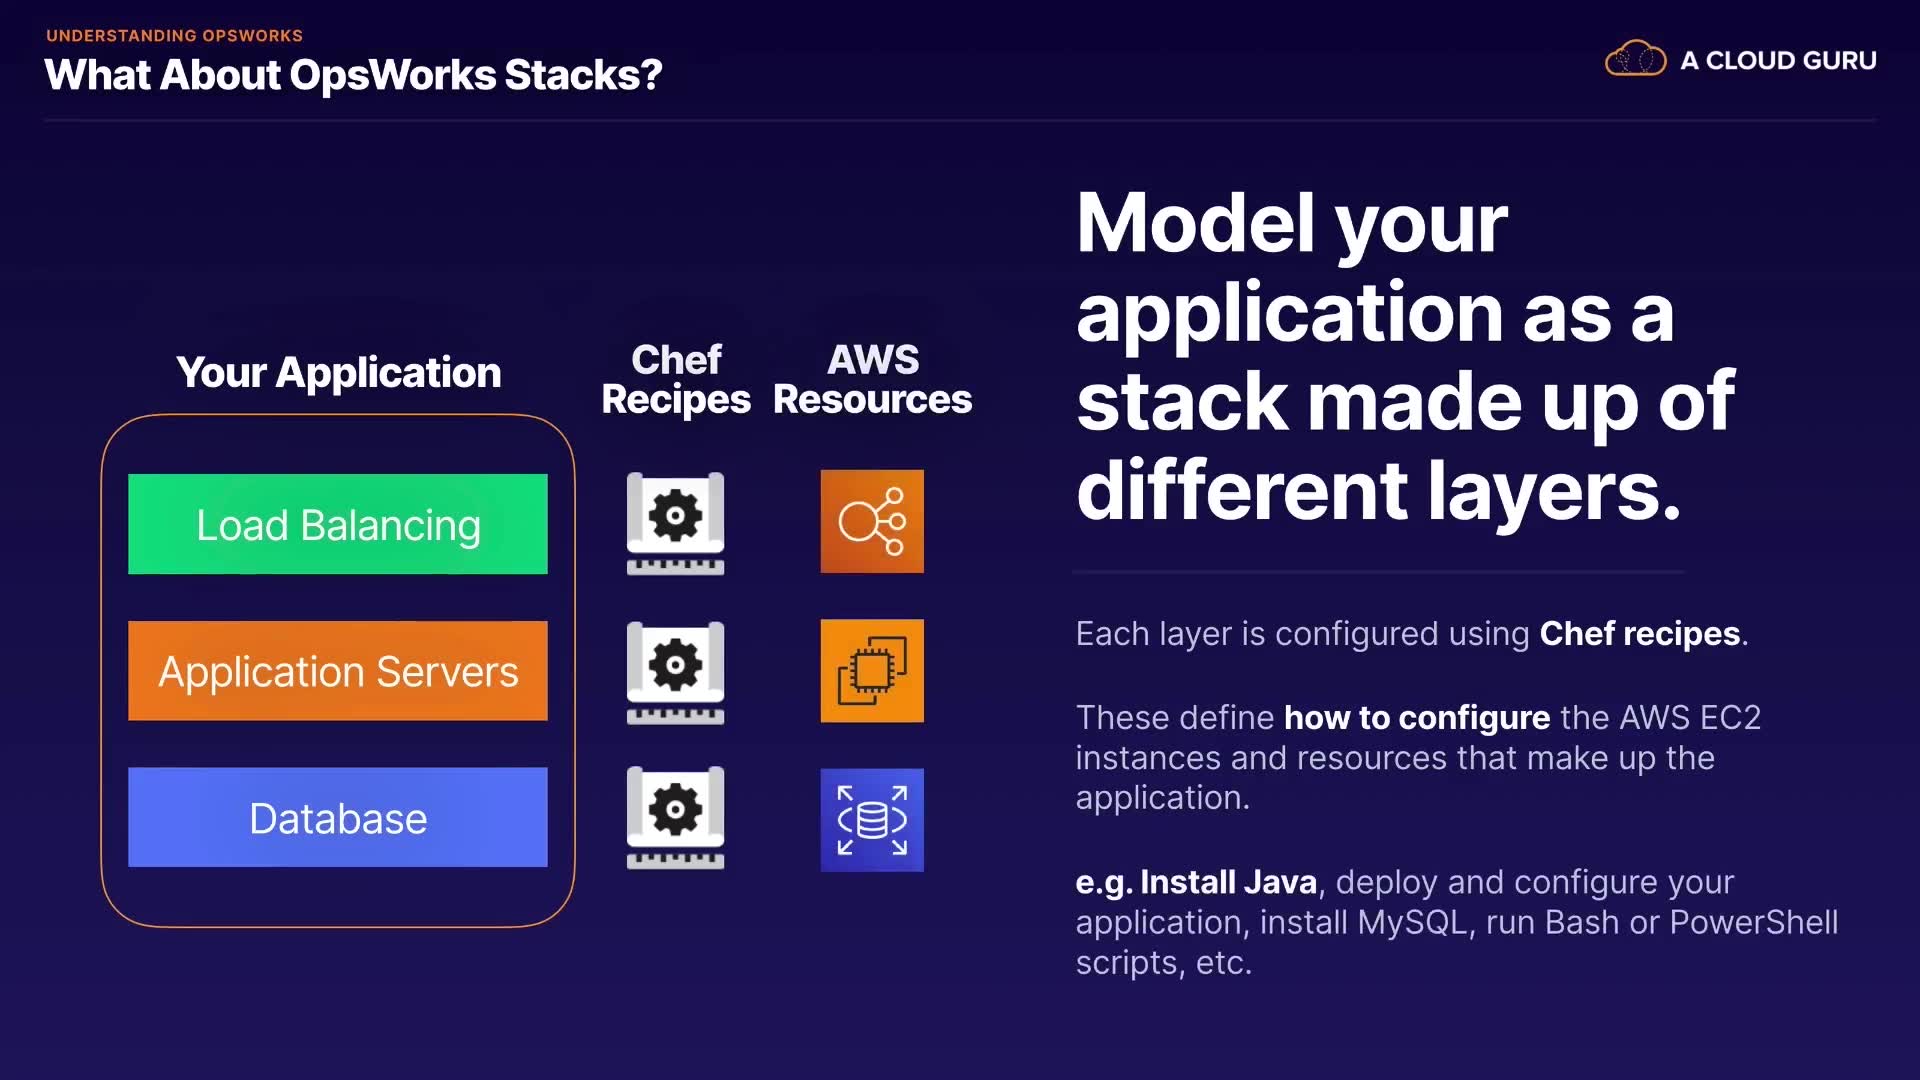 UNDERSTANDING OPSWORKS
What About OpsWorks Stacks?
A CLOUD GURU
Your Application
Chef
Recipes
AWS
Resources
Load Balancing
Application Servers
Database
Model your
application as a
stack made up of
different layers.
Each layer is configured using Chef recipes.
These define how to configure the AWS EC2
instances and resources that make up the
application.
e.g. Install Java, deploy and configure your
application, install MySQL, run Bash or PowerShell
scripts, etc.